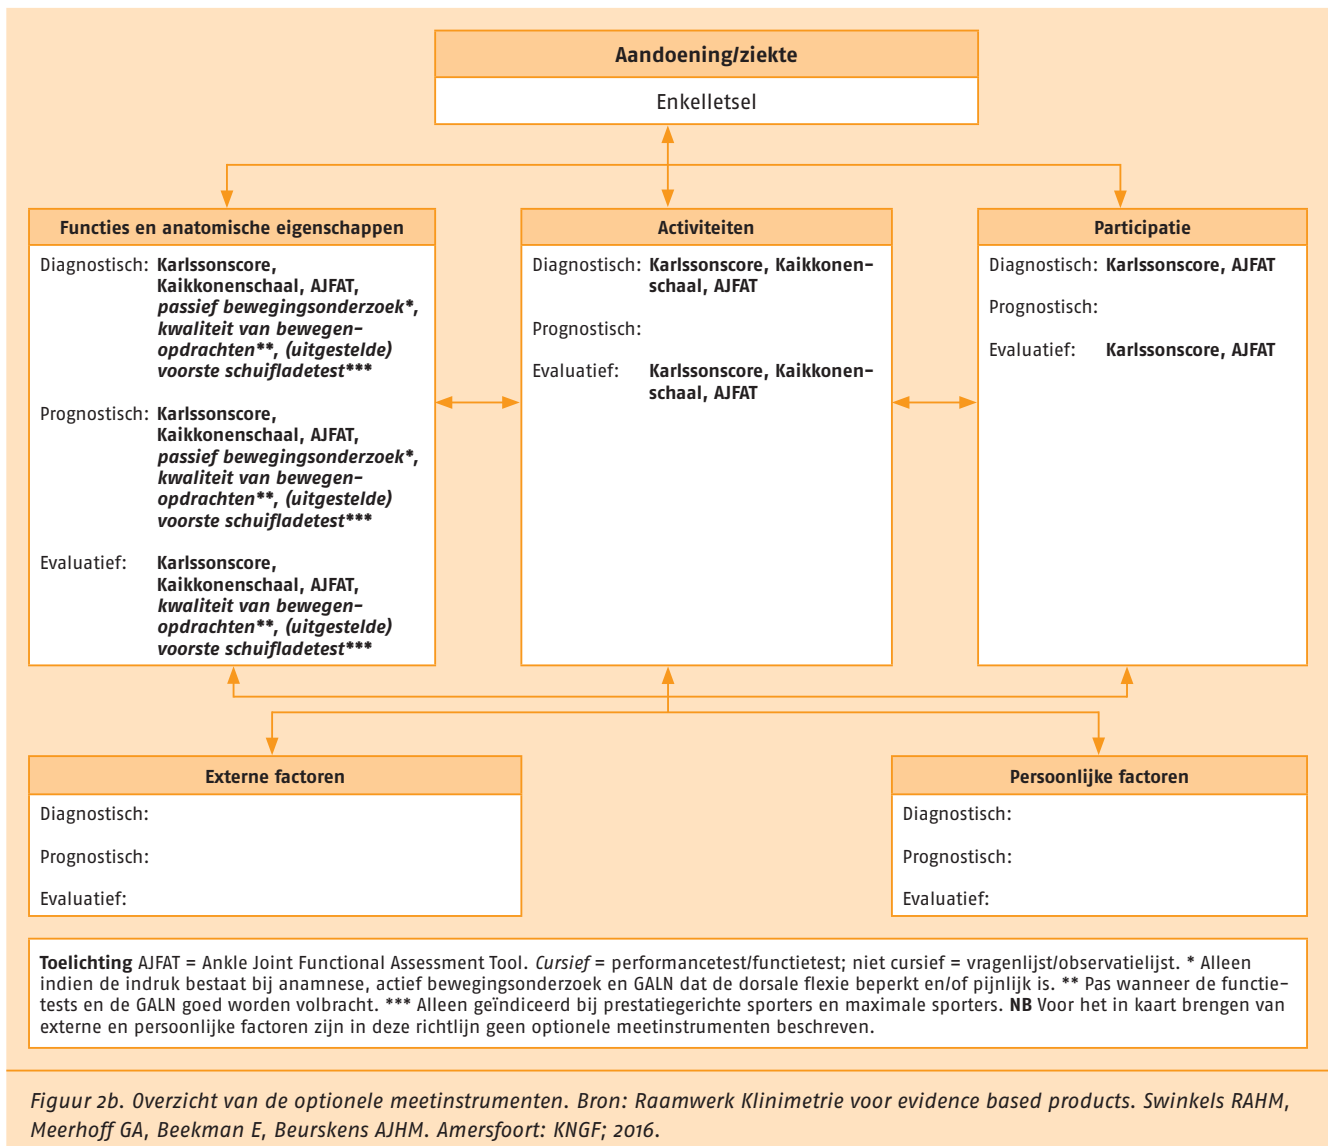 Aandoening/ziekte
Enkelletsel
Functies en anatomische eigenschappen
Diagnostisch: Karlssonscore,
Kaikkonenschaal, AJFAT,
passief bewegingsonderzoek*,
kwaliteit van bewegen-
opdrachten**, (uitgestelde)
voorste schuifladetest***
Prognostisch: Karlssonscore,
Kaikkonenschaal, AJFAT,
passief bewegingsonderzoek*,
kwaliteit van bewegen-
opdrachten**, (uitgestelde)
voorste schuifladetest***
Evaluatief: Karlssonscore,
Kaikkonenschaal, AJFAT,
kwaliteit van bewegen-
opdrachten**, (uitgestelde)
voorste schuifladetest***
Activiteiten
Diagnostisch: Karlssonscore, Kaikkonen-
schaal, AJFAT
Prognostisch:
Evaluatief: Karlssonscore, Kaikkonen-
schaal, AJFAT
Participatie
Diagnostisch: Karlssonscore, AJFAT
Prognostisch:
Evaluatief: Karlssonscore, AJFAT
Externe factoren
Diagnostisch:
Prognostisch:
Evaluatief:
Persoonlijke factoren
Diagnostisch:
Prognostisch:
Evaluatief:
Toelichting AJFAT = Ankle Joint Functional Assessment Tool. Cursief = performancetest/functietest; niet cursief = vragenlijst/observatielijst. * Alleen
indien de indruk bestaat bij anamnese, actief bewegingsonderzoek en GALN dat de dorsale flexie beperkt en/of pijnlijk is. ** Pas wanneer de functie-
tests en de GALN goed worden volbracht. *** Alleen geïndiceerd bij prestatiegerichte sporters en maximale sporters. NB Voor het in kaart brengen van
externe en persoonlijke factoren zijn in deze richtlijn geen optionele meetinstrumenten beschreven.
Figuur 2b. Overzicht van de optionele meetinstrumenten. Bron: Raamwerk Klinimetrie voor evidence based products. Swinkels RAHM,
Meerhoff GA, Beekman E, Beurskens AJHM. Amersfoort: KNGF; 2016.